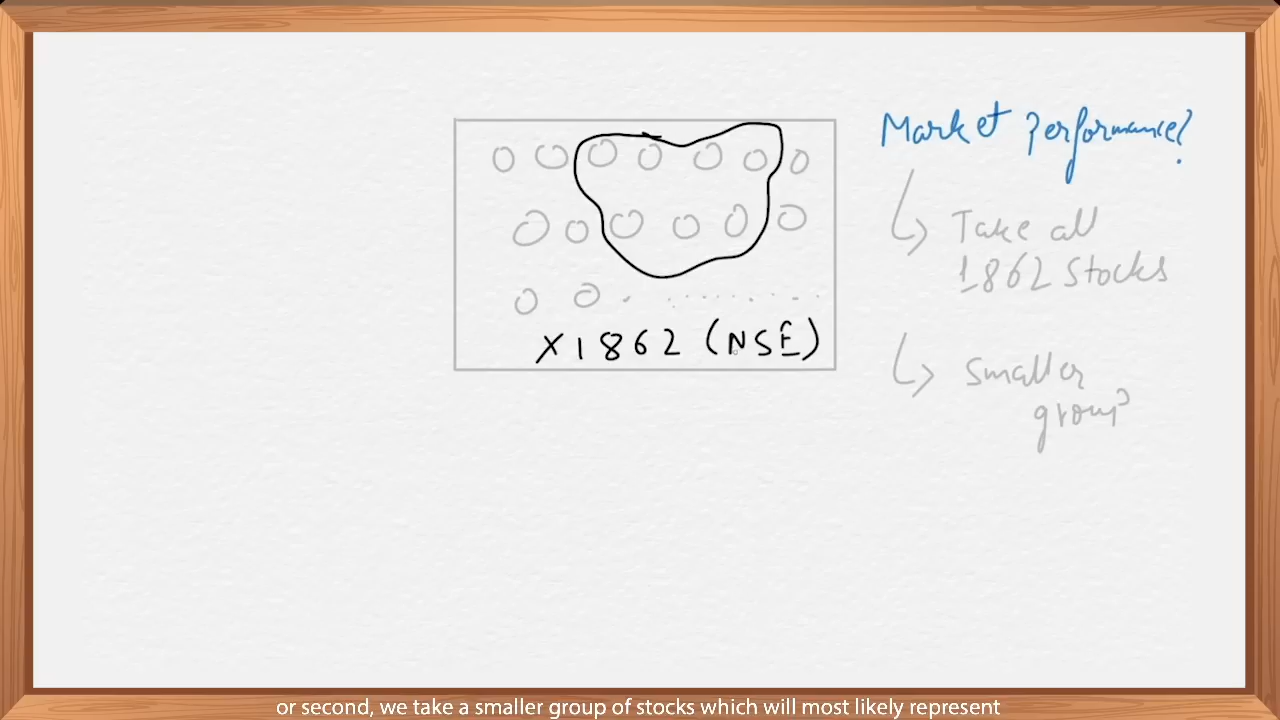 Market Performance?
Take all
1862 Stocks
Smaller
group?
X1862 (NSE)
or second, we take a smaller group of stocks which will most likely represent